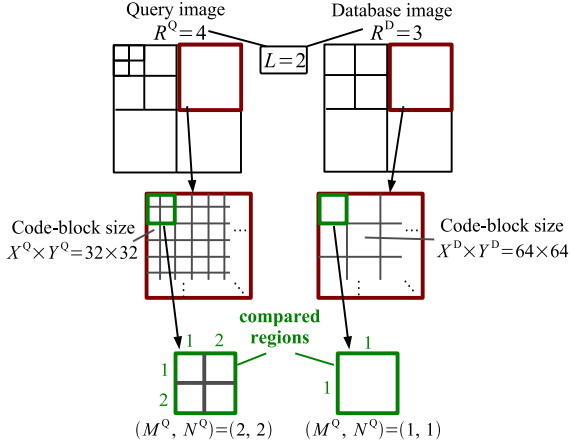 Query image
Database image
R^Q=4
R^D=3
L=2
Code-block size
X^Q×Y^Q=32×32
...
...
...
Code-block size
X^D×Y^D=64×64
...
...
...
compared
regions
1 2
1
2
1
1
(M^Q, N^Q)=(2, 2)
(M^Q, N^Q)=(1, 1)